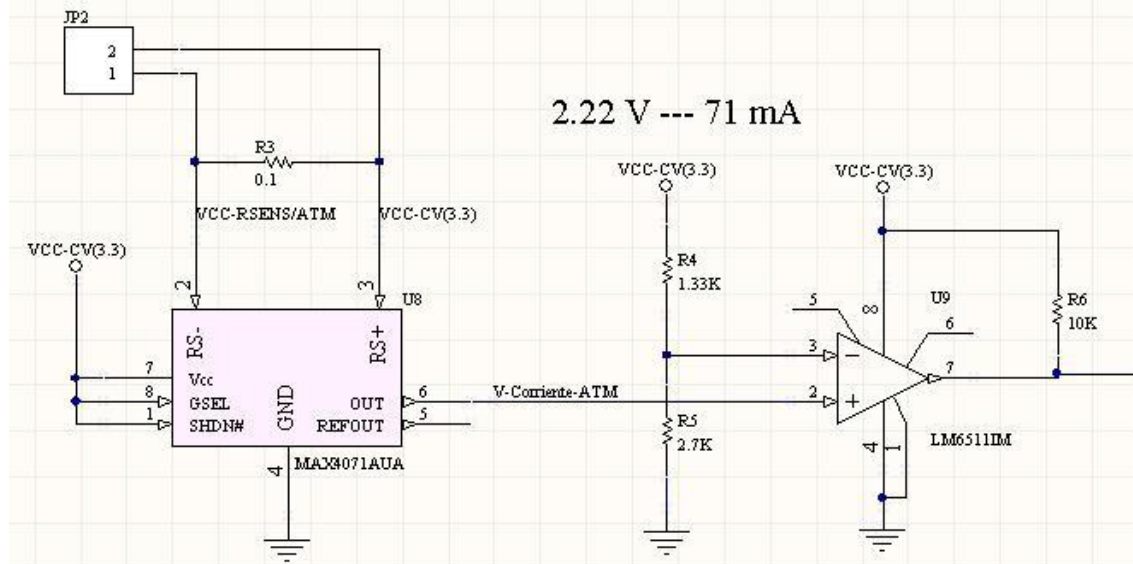 JP2
2
1
2.22 V --- 71 mA
R3
0.1
VCC-CV(3.3)
VCC-CV(3.3)
VCC-RSENS/ATM
VCC-CV(3.3)
VCC-CV(3.3)
R4
1.33K
2
3
U8
5
8
U9
6
R6
10K
RS-
RS+
3
7
7
Vcc
8
GSEL
GND
OUT
6
V-Corriente-ATM
2
1
SHDN#
REFOUT
5
R5
2.7K
LM6511IM
4
MAX4071AUA
4
1